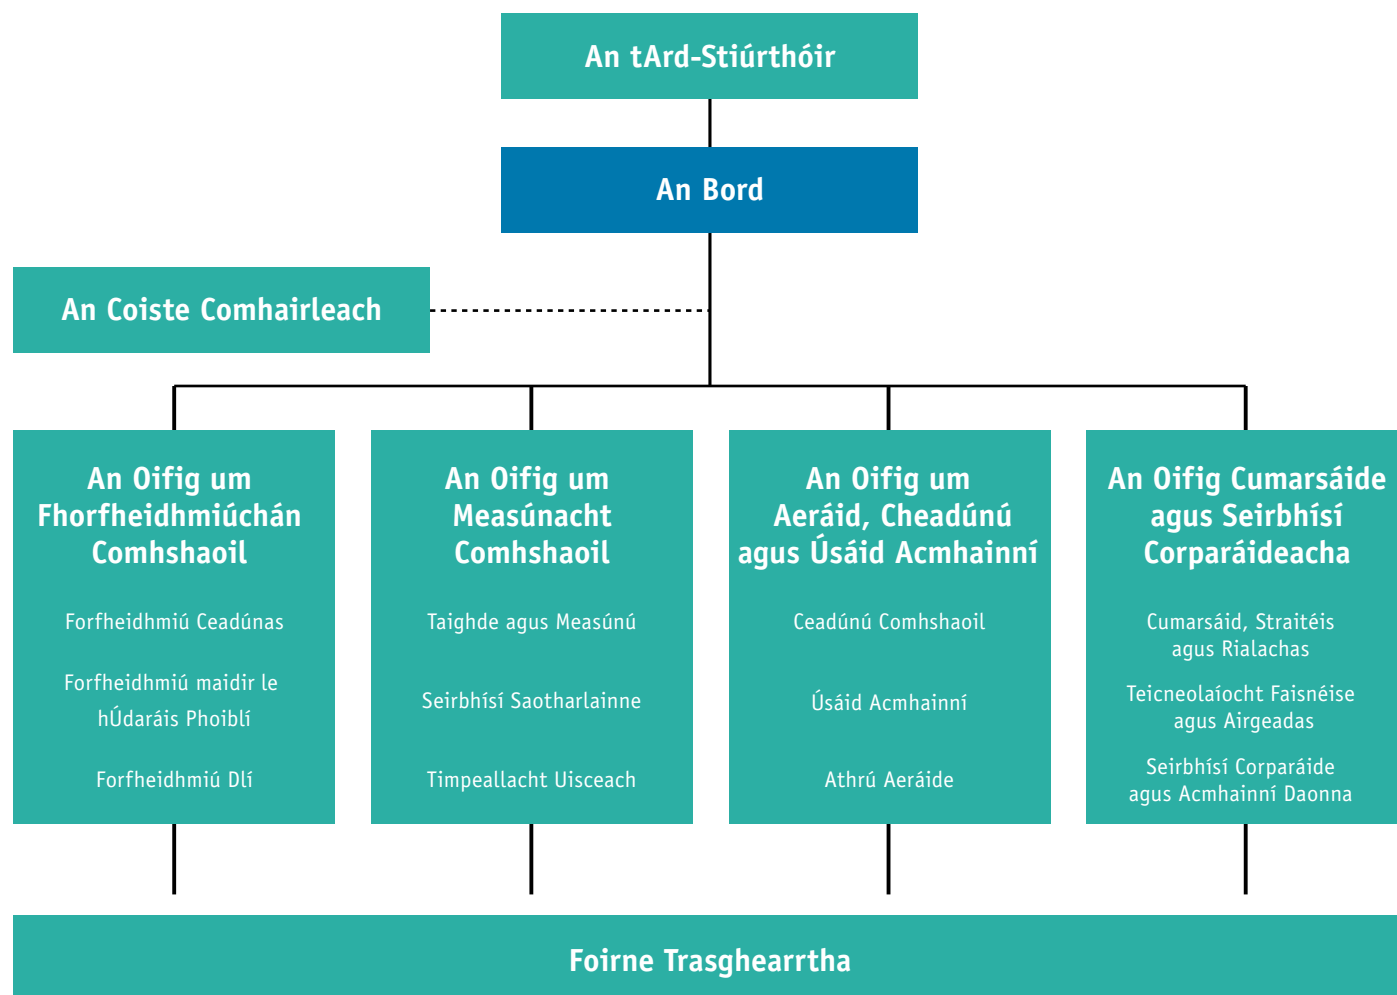 An tArd-Stiúrthóir
An Bord
An Coiste Comhairleach
An Oifig um
Fhorfheidhmiúchán
Comhshaoil
Forfheidhmiú Ceadúnas
Forfheidhmiú maidir le
hÚdaráis Phoiblí
Forfheidhmiú Dlí
An Oifig um
Measúnacht
Comhshaoil
Taighde agus Measúnú
Seirbhísí Saotharlainne
Timpeallacht Uisceach
An Oifig um
Aeráid, Cheadúnú
agus Úsáid Acmhainní
Ceadúnú Comhshaoil
Úsáid Acmhainní
Athrú Aeráide
An Oifig Cumarsáide
agus Seirbhísí
Corparáideacha
Cumarsáid, Straitéis
agus Rialachas
Teicneolaíocht Faisnéise
agus Airgeadas
Seirbhísí Corparáide
agus Acmhainní Daonna
Foirne Trasghearrtha